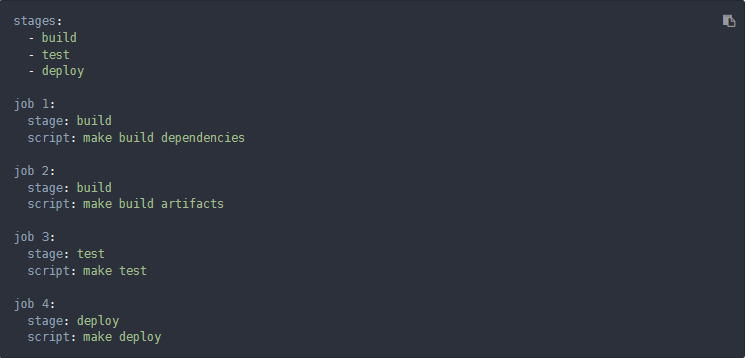 stages:
  - build
  - test
  - deploy

job 1:
  stage: build
  script: make build dependencies

job 2:
  stage: build
  script: make build artifacts

job 3:
  stage: test
  script: make test

job 4:
  stage: deploy
  script: make deploy